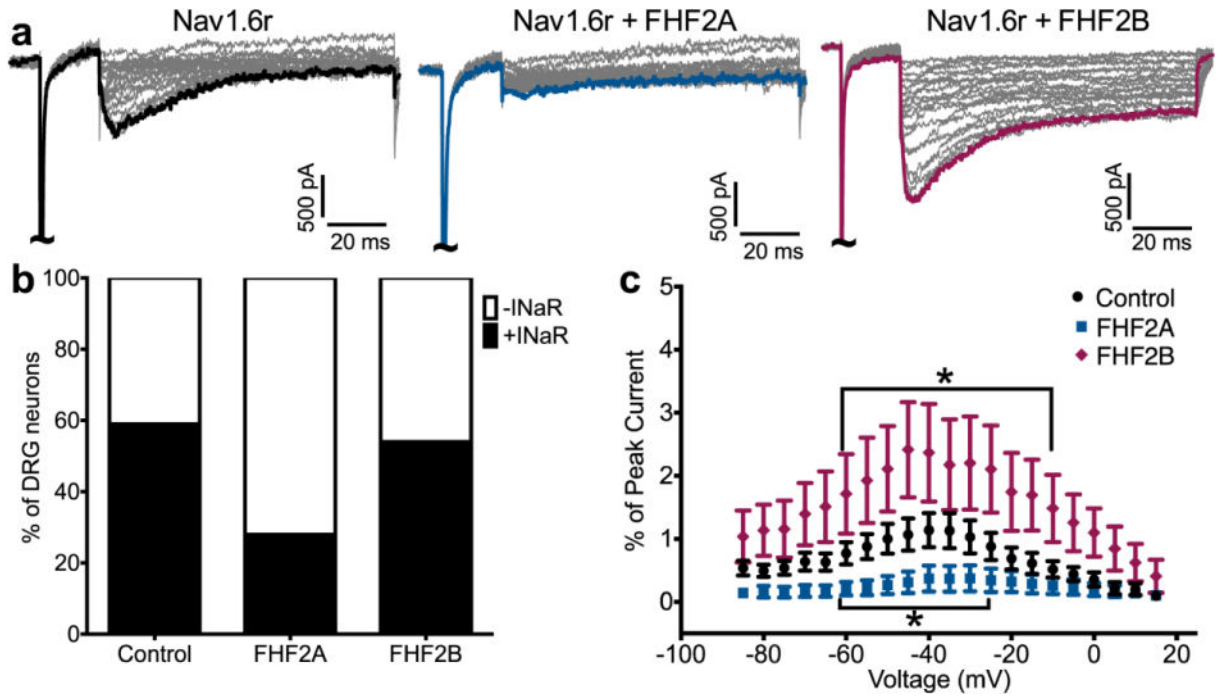 a
Nav1.6r
Nav1.6r + FHF2A
Nav1.6r + FHF2B
500 pA
20 ms
500 pA
20 ms
500 pA
20 ms
~
~
~
b
% of DRG neurons
100
80
60
40
20
0
Control
FHF2A
FHF2B
-INaR
+INaR
c
% of Peak Current
5
4
3
2
1
0
-100
-80
-60
-40
-20
0
20
Voltage (mV)
Control
FHF2A
FHF2B
*
*